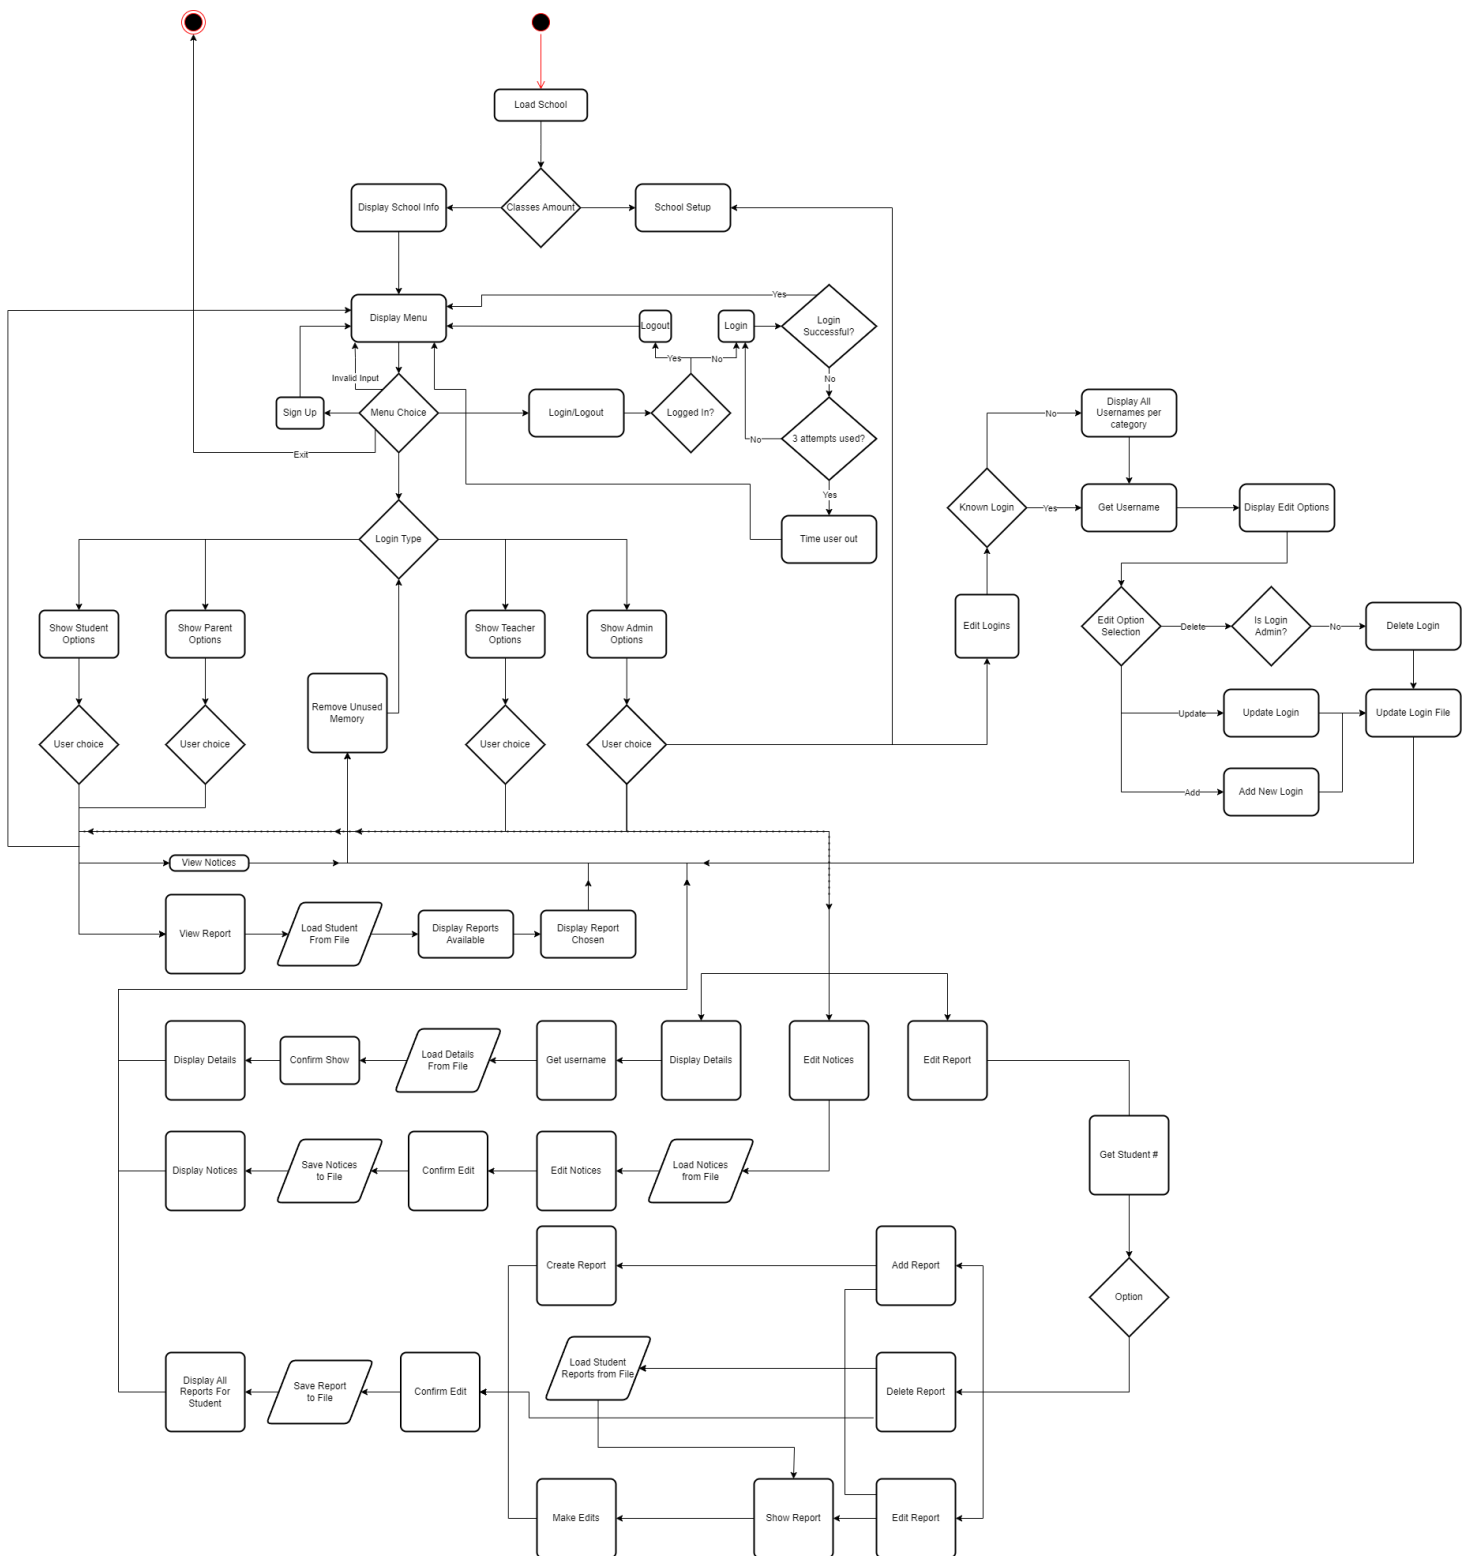 Load School
Display School Info
Classes Amount
School Setup
Display Menu
Yes
Logout
Login
Login
Successful?
Yes
No
No
Invalid Input
Sign Up
Menu Choice
Login/Logout
Logged In?
No
3 attempts used?
Exit
Yes
Time user out
Display All
Usernames per
category
No
Known Login
Yes
Get Username
Display Edit Options
Login Type
Show Student
Options
Show Parent
Options
Show Teacher
Options
Show Admin
Options
Edit Logins
Edit Option
Selection
Delete
Is Login
Admin?
No
Delete Login
Remove Unused
Memory
Update
Update Login
Update Login File
User choice
User choice
User choice
User choice
Add
Add New Login
View Notices
View Report
Load Student
From File
Display Reports
Available
Display Report
Chosen
Display Details
Confirm Show
Load Details
From File
Get username
Display Details
Edit Notices
Edit Report
Get Student #
Display Notices
Save Notices
to File
Confirm Edit
Edit Notices
Load Notices
from File
Create Report
Add Report
Option
Load Student
Reports from File
Display All
Reports For
Student
Save Report
to File
Confirm Edit
Delete Report
Make Edits
Show Report
Edit Report